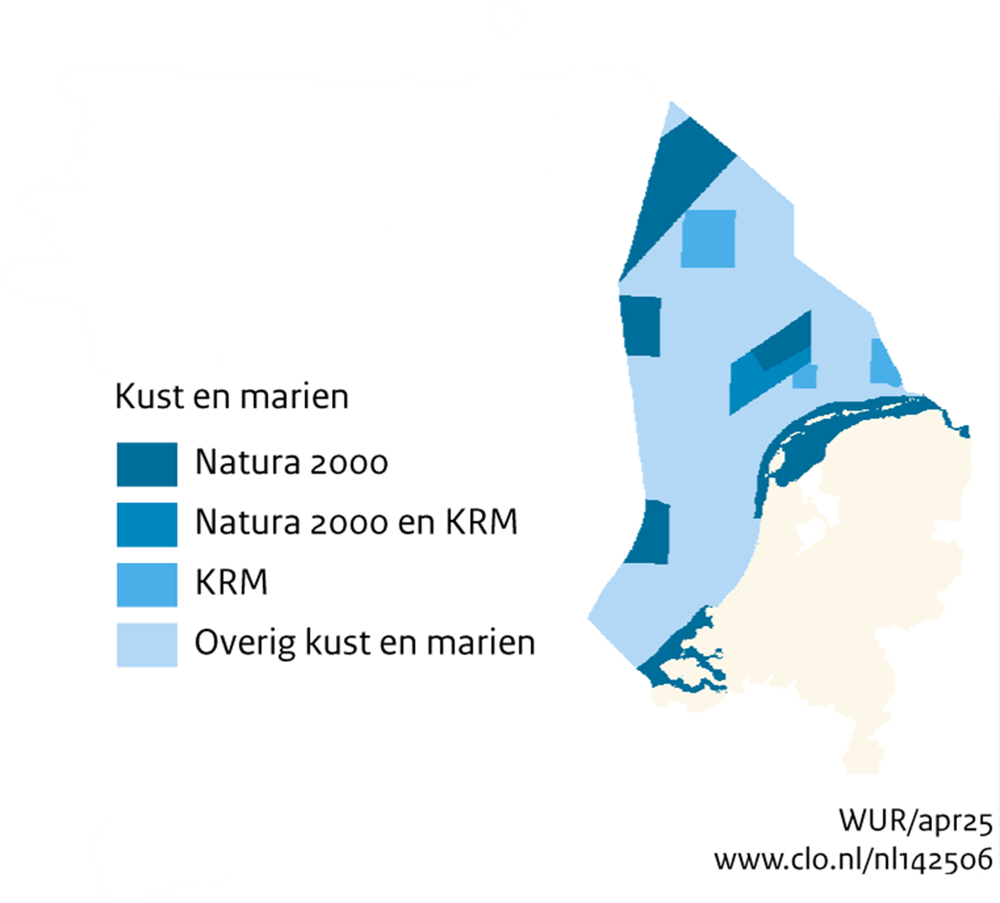 Kust en marien
Natura 2000
Natura 2000 en KRM
KRM
Overig kust en marien
WUR/apr25
www.clo.nl/nl142506